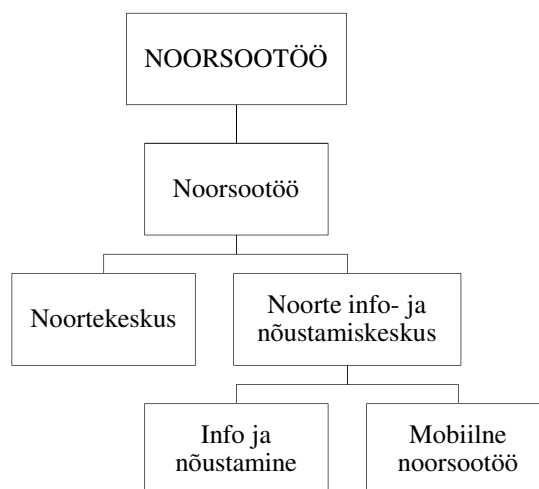 NOORSOOTÖÖ
Noorsootöö
Noortekeskus
Noorte info- ja
nõustamiskeskus
Info ja
nõustamine
Mobiilne
noorsootöö